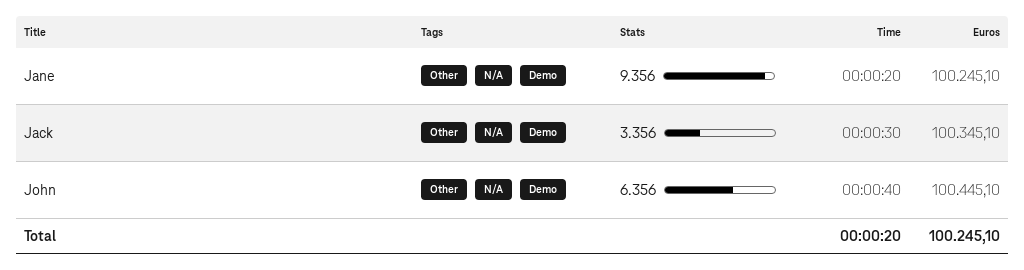 Title Tags Stats Time Euros
Jane Other N/A Demo 9.356 00:00:20 100.245,10
Jack Other N/A Demo 3.356 00:00:30 100.345,10
John Other N/A Demo 6.356 00:00:40 100.445,10
Total 00:00:20 100.245,10